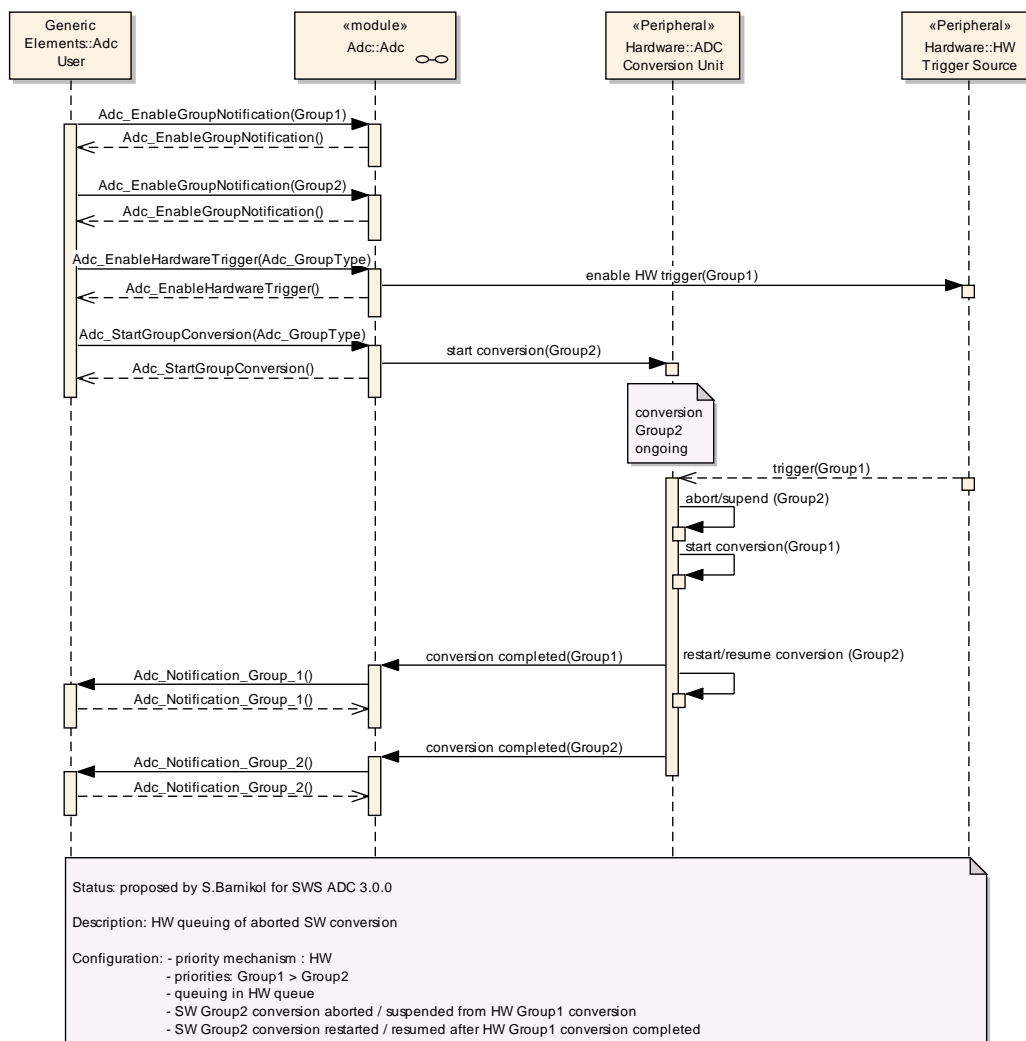 Generic
Elements::Adc
User
«module»
Adc::Adc
«Peripheral»
Hardware::ADC
Conversion Unit
«Peripheral»
Hardware::HW
Trigger Source
Adc_EnableGroupNotification(Group1)
Adc_EnableGroupNotification()
Adc_EnableGroupNotification(Group2)
Adc_EnableGroupNotification()
Adc_EnableHardwareTrigger(Adc_GroupType)
enable HW trigger(Group1)
Adc_EnableHardwareTrigger()
Adc_StartGroupConversion(Adc_GroupType)
start conversion(Group2)
Adc_StartGroupConversion()
conversion
Group2
ongoing
trigger(Group1)
abort/supend (Group2)
start conversion(Group1)
conversion completed(Group1)
restart/resume conversion (Group2)
Adc_Notification_Group_1()
Adc_Notification_Group_1()
conversion completed(Group2)
Adc_Notification_Group_2()
Adc_Notification_Group_2()
Status: proposed by S.Barnikol for SWS ADC 3.0.0
Description: HW queuing of aborted SW conversion
Configuration: - priority mechanism : HW
- priorities: Group1 > Group2
- queuing in HW queue
- SW Group2 conversion aborted / suspended from HW Group1 conversion
- SW Group2 conversion restarted / resumed after HW Group1 conversion completed